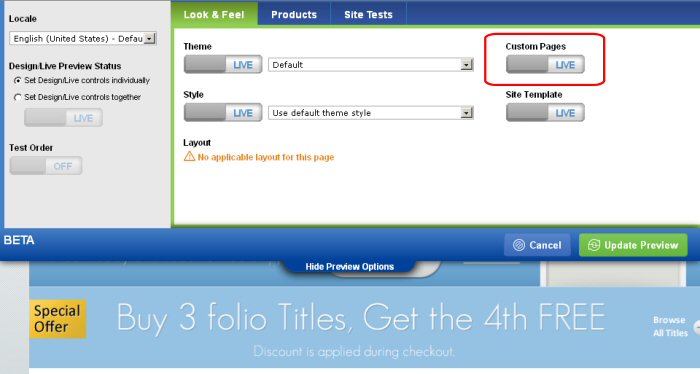 Locale
English (United States) - Defau
Design/Live Preview Status
Set Design/Live controls individually
Set Design/Live controls together
LIVE
Test Order
OFF
Look & Feel
Products
Site Tests
Theme
LIVE
Default
Custom Pages
LIVE
Style
LIVE
Use default theme style
Site Template
LIVE
Layout
No applicable layout for this page
BETA
Cancel
Update Preview
Hide Preview Options
Special
Offer
Buy 3 folio Titles, Get the 4th FREE
Discount is applied during checkout.
Browse
All Titles